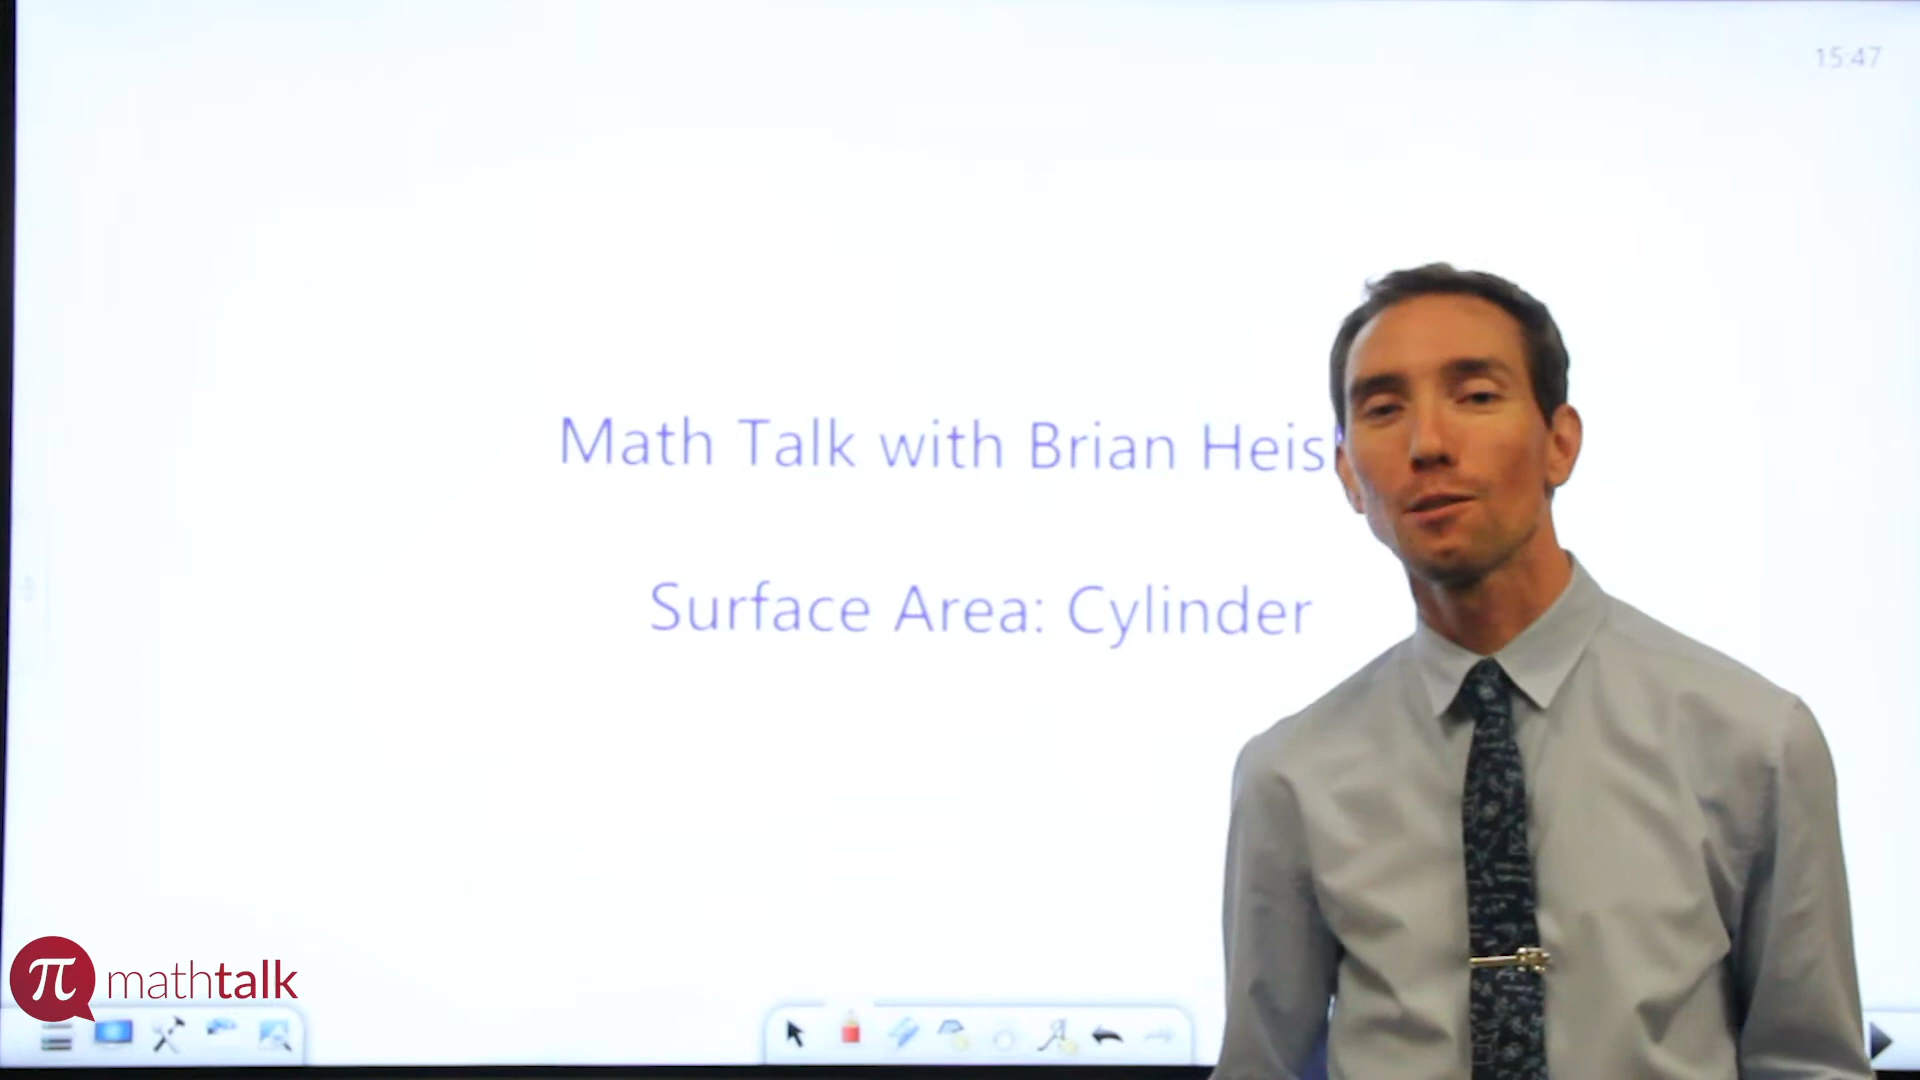 15:47
Math Talk with Brian Heis
Surface Area: Cylinder
π mathtalk